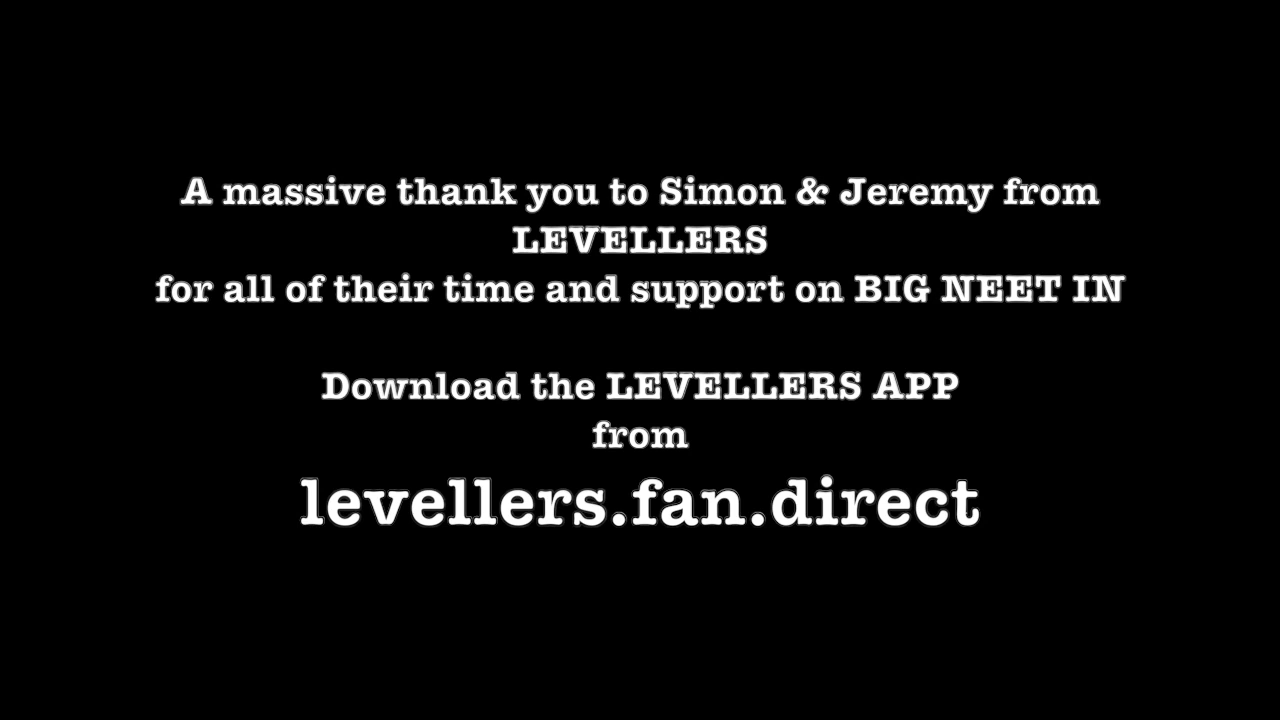 A massive thank you to Simon & Jeremy from
LEVELLERS
for all of their time and support on BIG NEET IN
Download the LEVELLERS APP
from
levellers.fan.direct